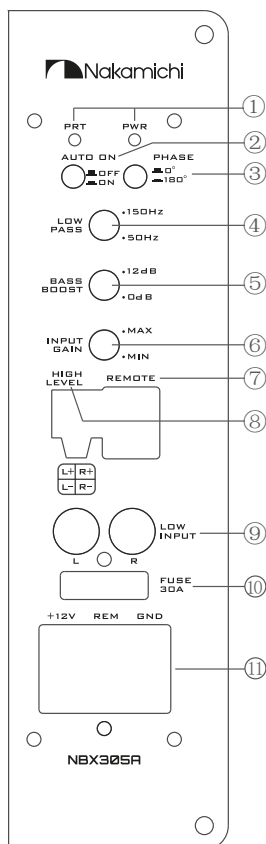 Nakamichi
①
PRT PWR
②
AUTO ON PHASE
OFF 0°
ON 180°
③
LOW PASS
150Hz
50Hz
④
BASS BOOST
12dB
0dB
⑤
INPUT GAIN
MAX
MIN
⑥
HIGH LEVEL
REMOTE
⑦
⑧
L+ R+
L- R-
LOW INPUT
⑨
L R
FUSE 30A
⑩
+12V REM GND
⑪
NBX305A